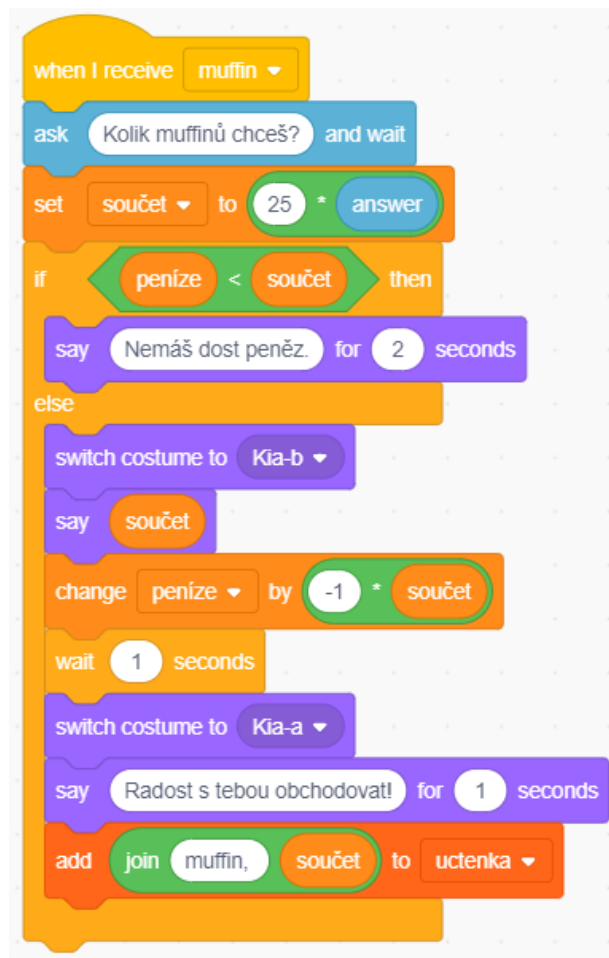 when I receive muffin
ask Kolik muffinů chceš? and wait
set součet to 25 * answer
if peníze < součet then
say Nemáš dost peněz. for 2 seconds
else
switch costume to Kia-b
say součet
change peníze by -1 * součet
wait 1 seconds
switch costume to Kia-a
say Radost s tebou obchodovat! for 1 seconds
add join muffin, součet to uctenka